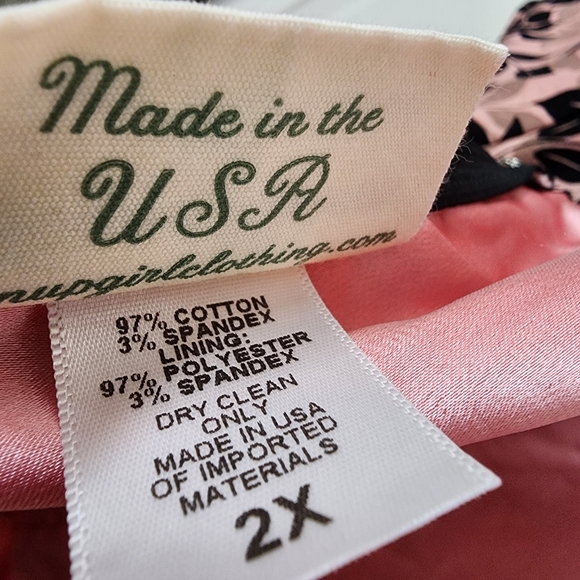 Made in the
USA
nupgirlclothing.com
97% COTTON
3% SPANDEX
LINING:
97% POLYESTER
3% SPANDEX
DRY CLEAN
ONLY
MADE IN USA
OF IMPORTED
MATERIALS
2X